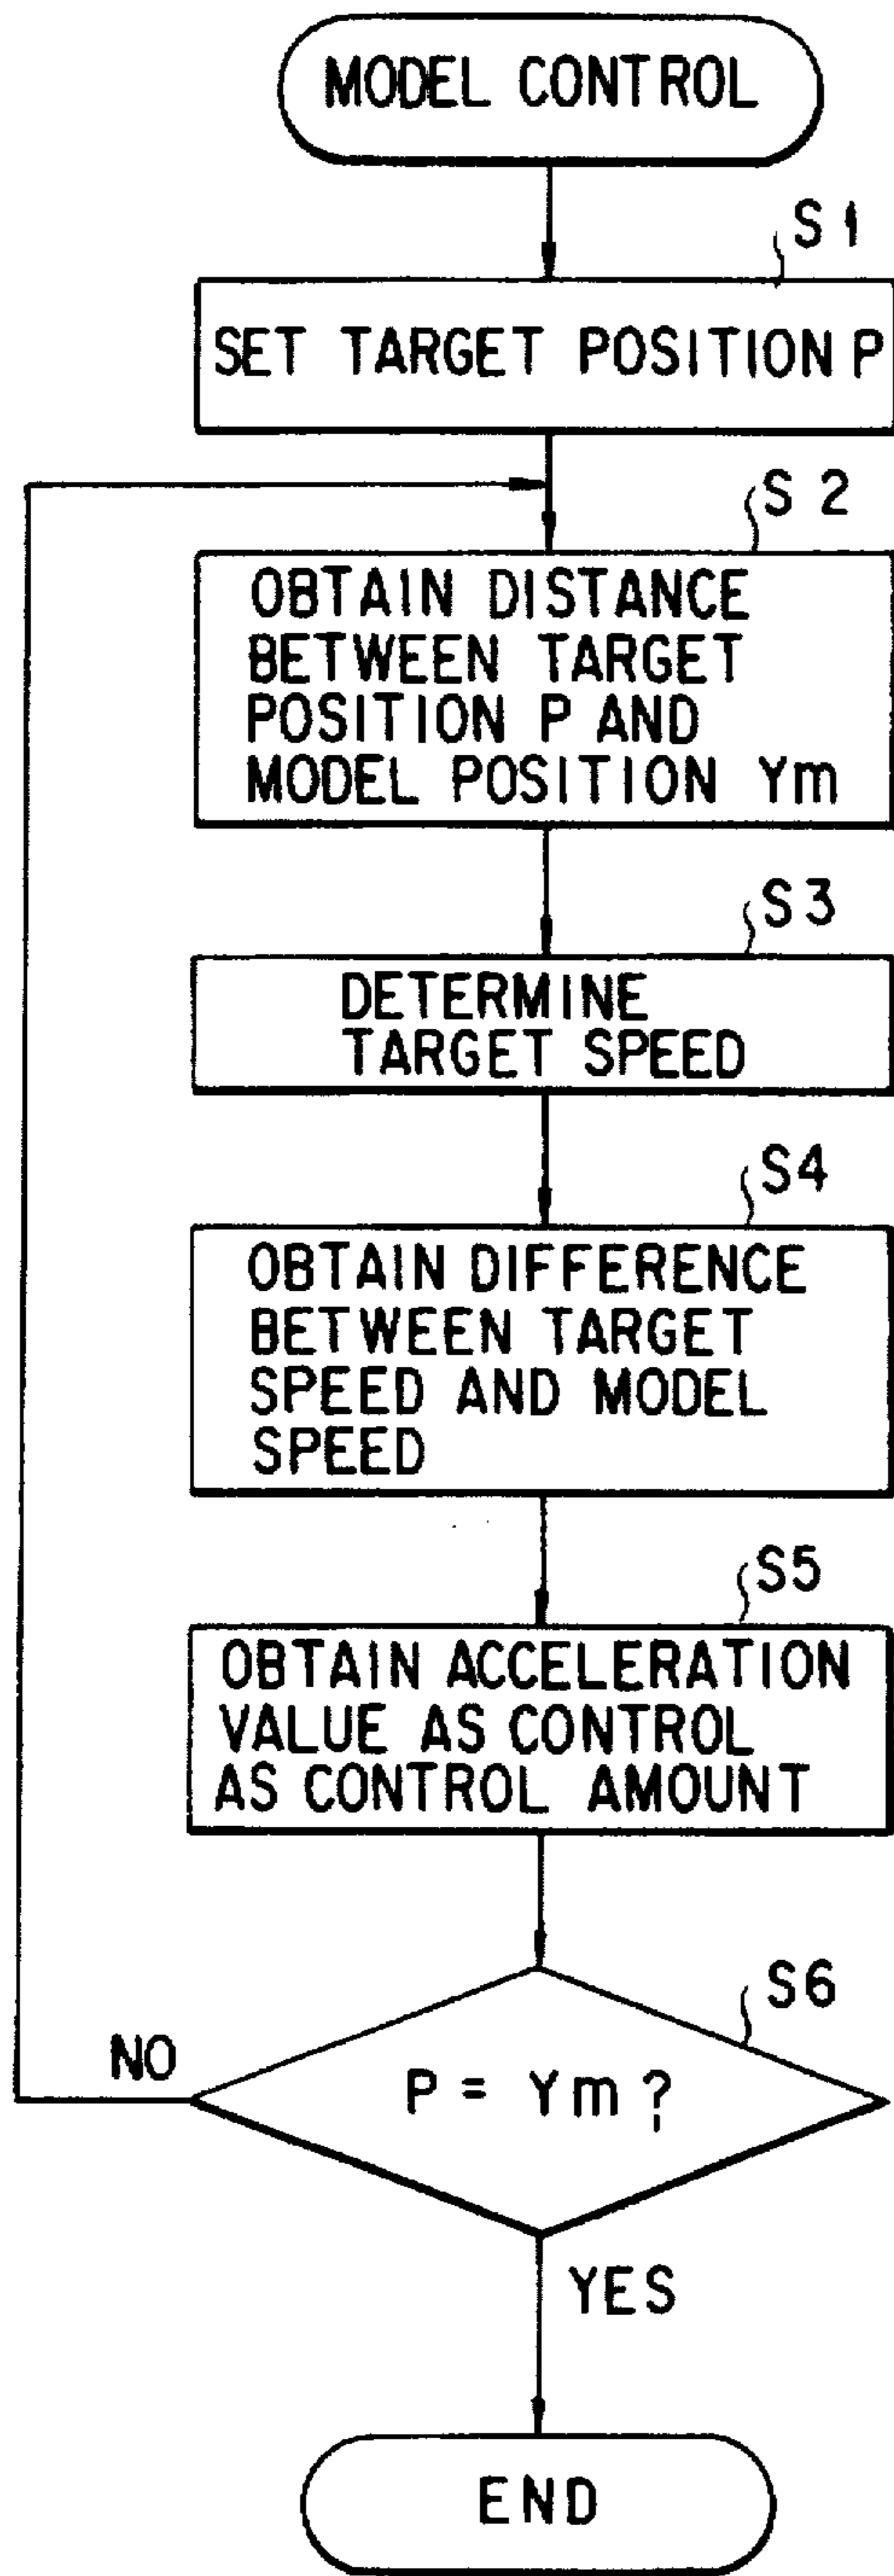 MODEL CONTROL
S1
SET TARGET POSITION P
S2
OBTAIN DISTANCE
BETWEEN TARGET
POSITION P AND
MODEL POSITION Ym
S3
DETERMINE
TARGET SPEED
S4
OBTAIN DIFFERENCE
BETWEEN TARGET
SPEED AND MODEL
SPEED
S5
OBTAIN ACCELERATION
VALUE AS CONTROL
AS CONTROL AMOUNT
S6
NO
P = Ym?
YES
END